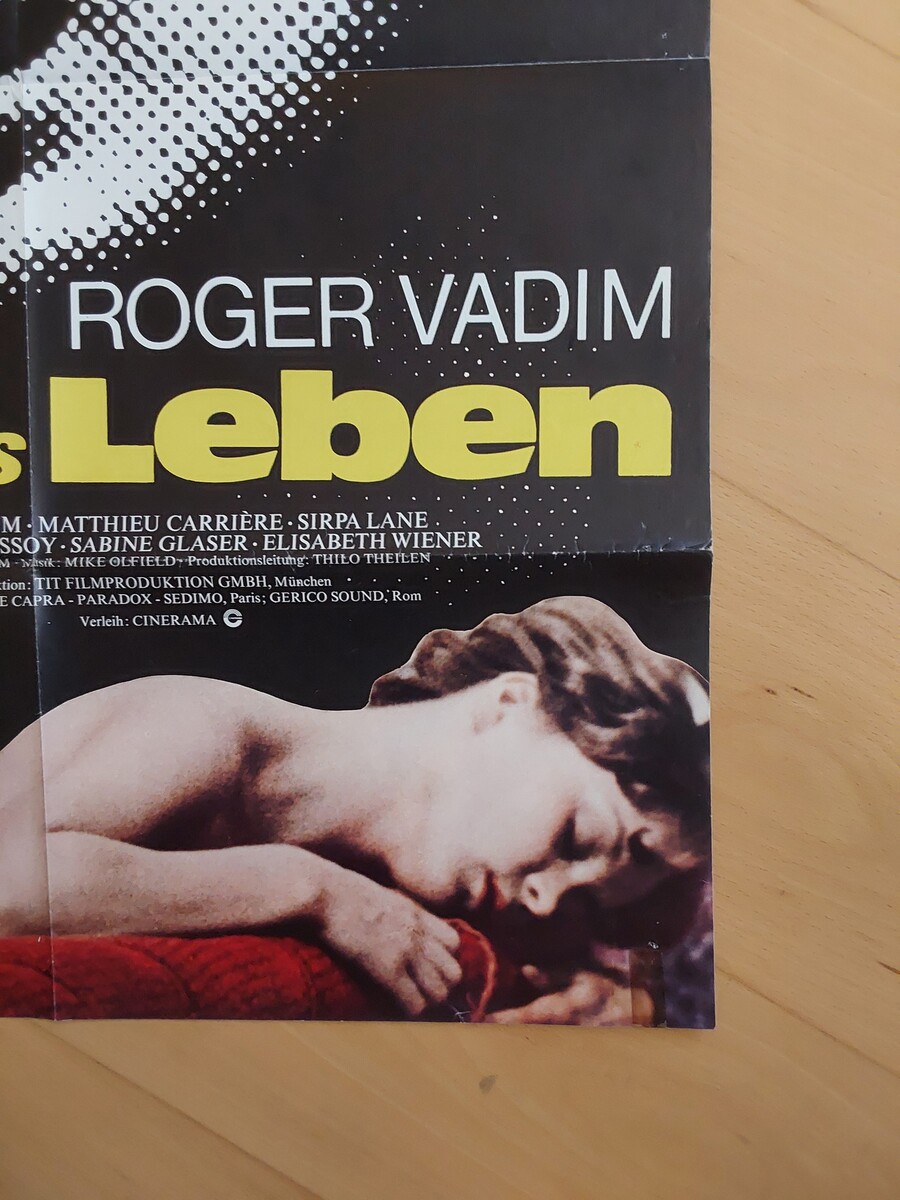 ROGER VADIM
s Leben
M · MATTHIEU CARRIÈRE · SIRPA LANE
SSOY · SABINE GLASER · ELISABETH WIENER
M - Musik: MIKE OLFIELD - Produktionsleitung: THILO THEILEN
ktion: TIT FILMPRODUKTION GMBH, München
E CAPRA - PARADOX - SEDIMO, Paris; GERICO SOUND, Rom
Verleih: CINERAMA